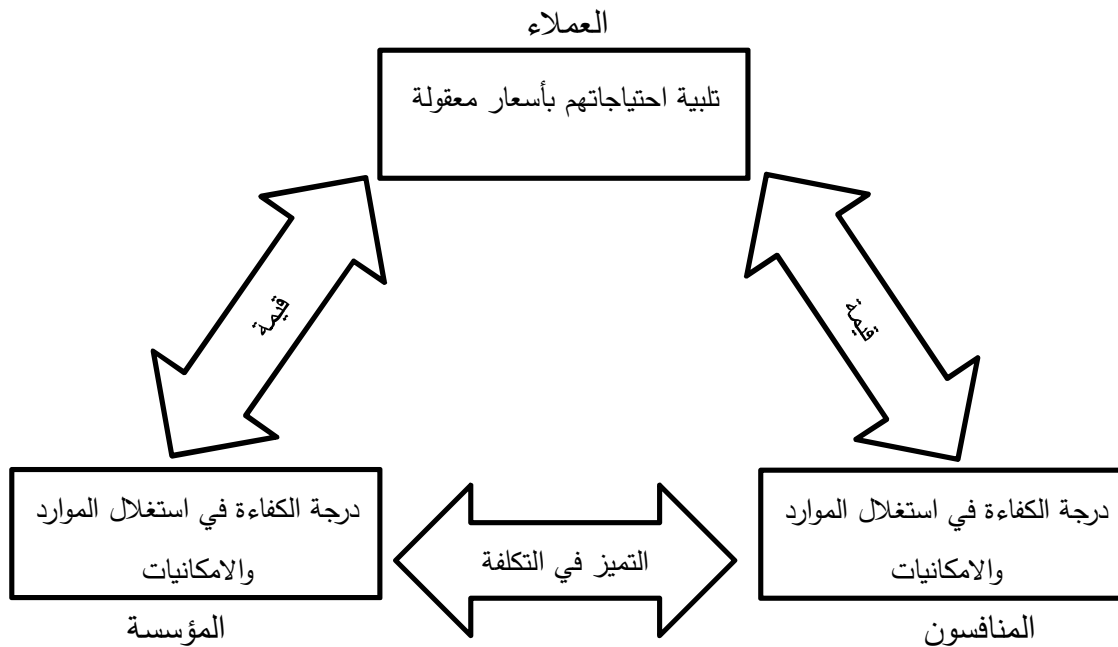 العملاء
تلبية احتياجاتهم بأسعار معقولة
قيمة
قيمة
درجة الكفاءة في استغلال الموارد
والامكانيات
المنافسون
التميز في التكلفة
درجة الكفاءة في استغلال الموارد
والامكانيات
المؤسسة